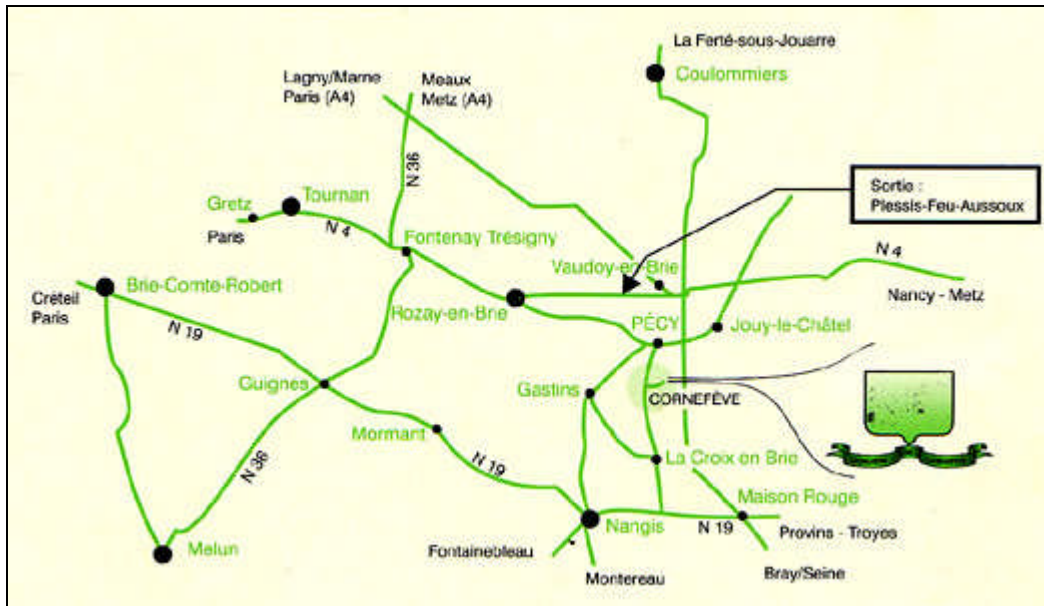 La Ferté-sous-Jouarre
Coulommiers
Lagny/Marne
Paris (A4)
Meaux
Metz (A4)
N 36
Sortie :
Plessis-Feu-Aussoux
Tournan
Gretz
Paris
N 4
Fontenay Trésigny
Vaudoy-en-Brie
N 4
Nancy - Metz
Brie-Comte-Robert
Créteil
Paris
N 19
Rozay-en-Brie
PÉCY
Jouy-le-Châtel
Guignes
Gastins
CORNEFÈVE
Mormant
N 36
N 19
La Croix en Brie
Maison Rouge
Nangis
N 19
Provins - Troyes
Melun
Fontainebleau
Montereau
Bray/Seine